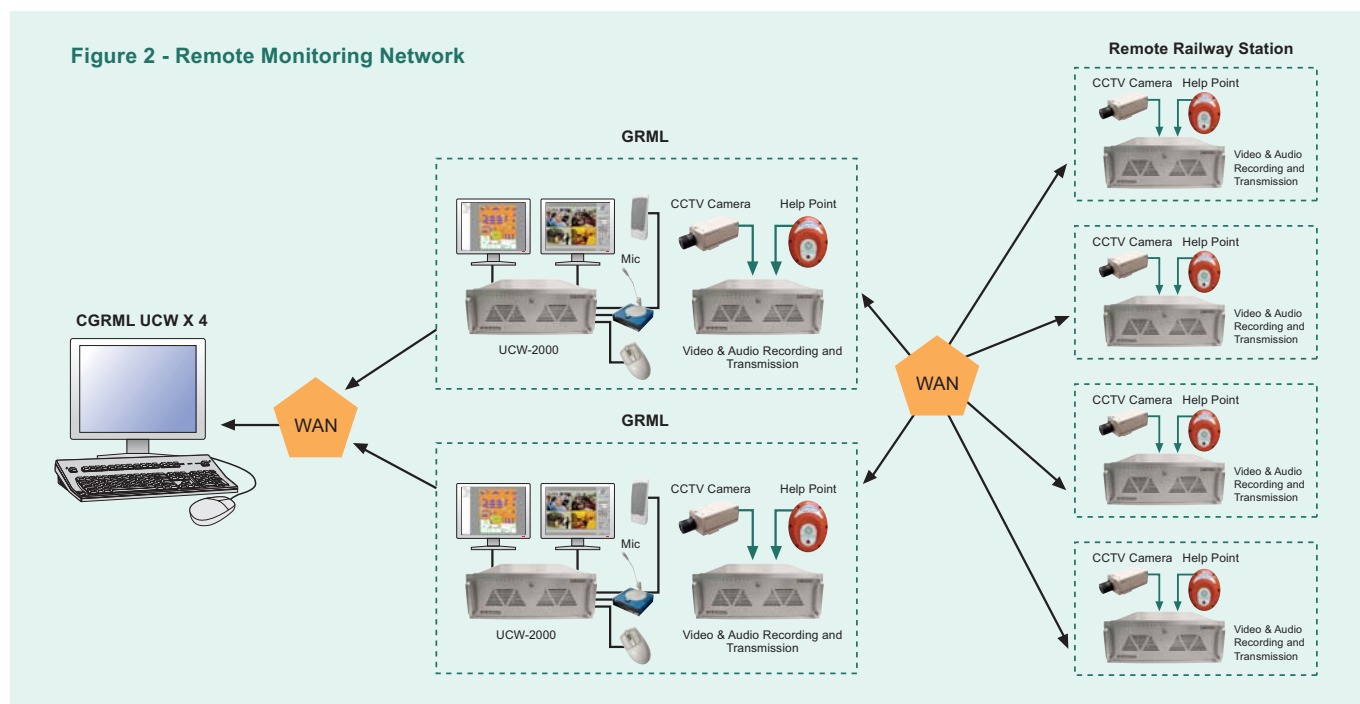 Figure 2 - Remote Monitoring Network
Remote Railway Station
CCTV Camera
Help Point
Video & Audio
Recording and
Transmission
CCTV Camera
Help Point
Video & Audio
Recording and
Transmission
CCTV Camera
Help Point
Video & Audio
Recording and
Transmission
CCTV Camera
Help Point
Video & Audio
Recording and
Transmission
GRML
CCTV Camera
Help Point
Mic
UCW-2000
Video & Audio Recording and
Transmission
GRML
CCTV Camera
Help Point
Mic
UCW-2000
Video & Audio Recording and
Transmission
CGRML UCW X 4
WAN
WAN